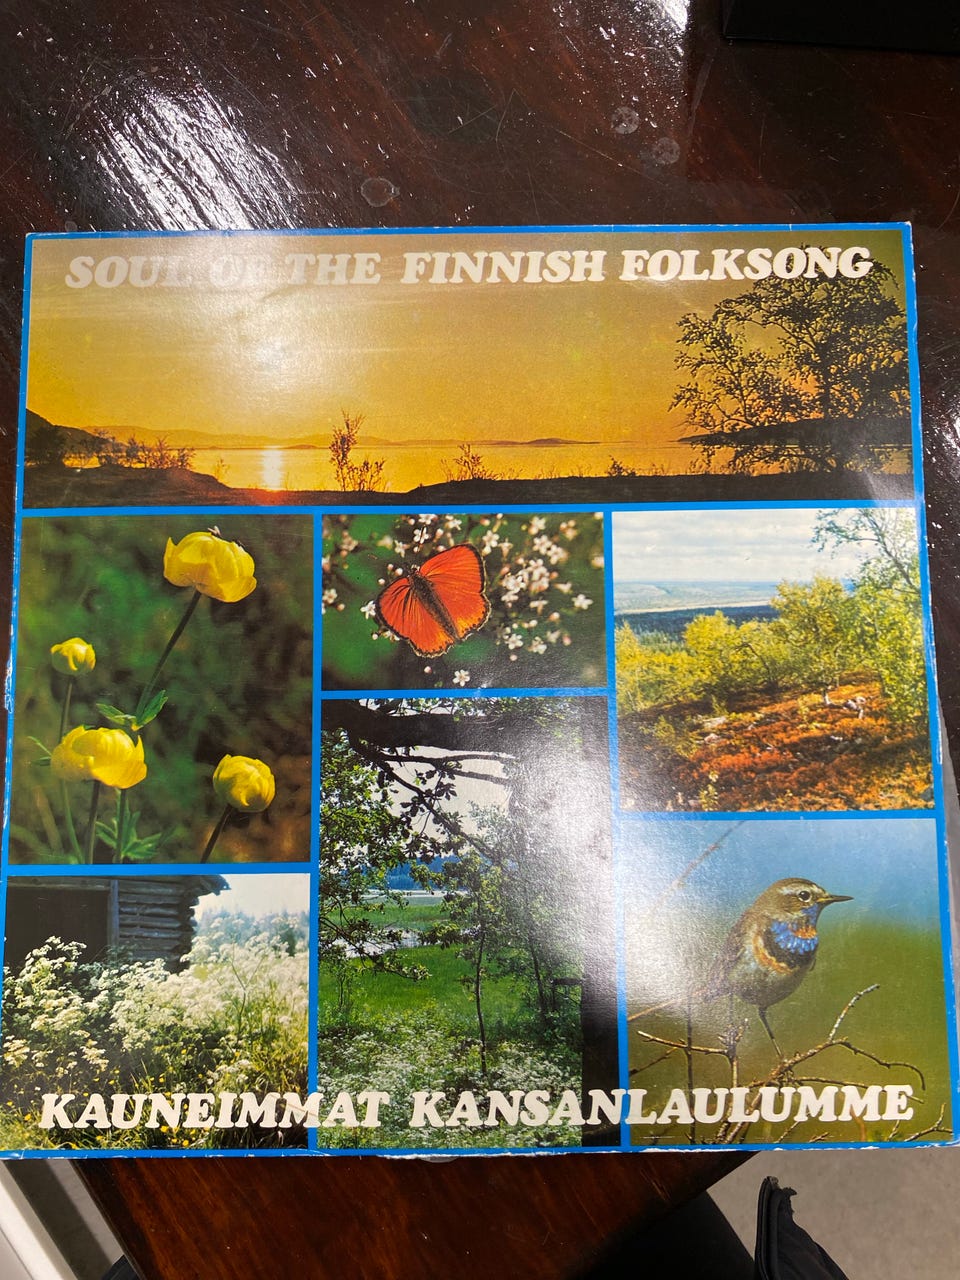 SOUL OF THE FINNISH FOLKSONG
KAUNEIMMAT KANSANLAULUMME